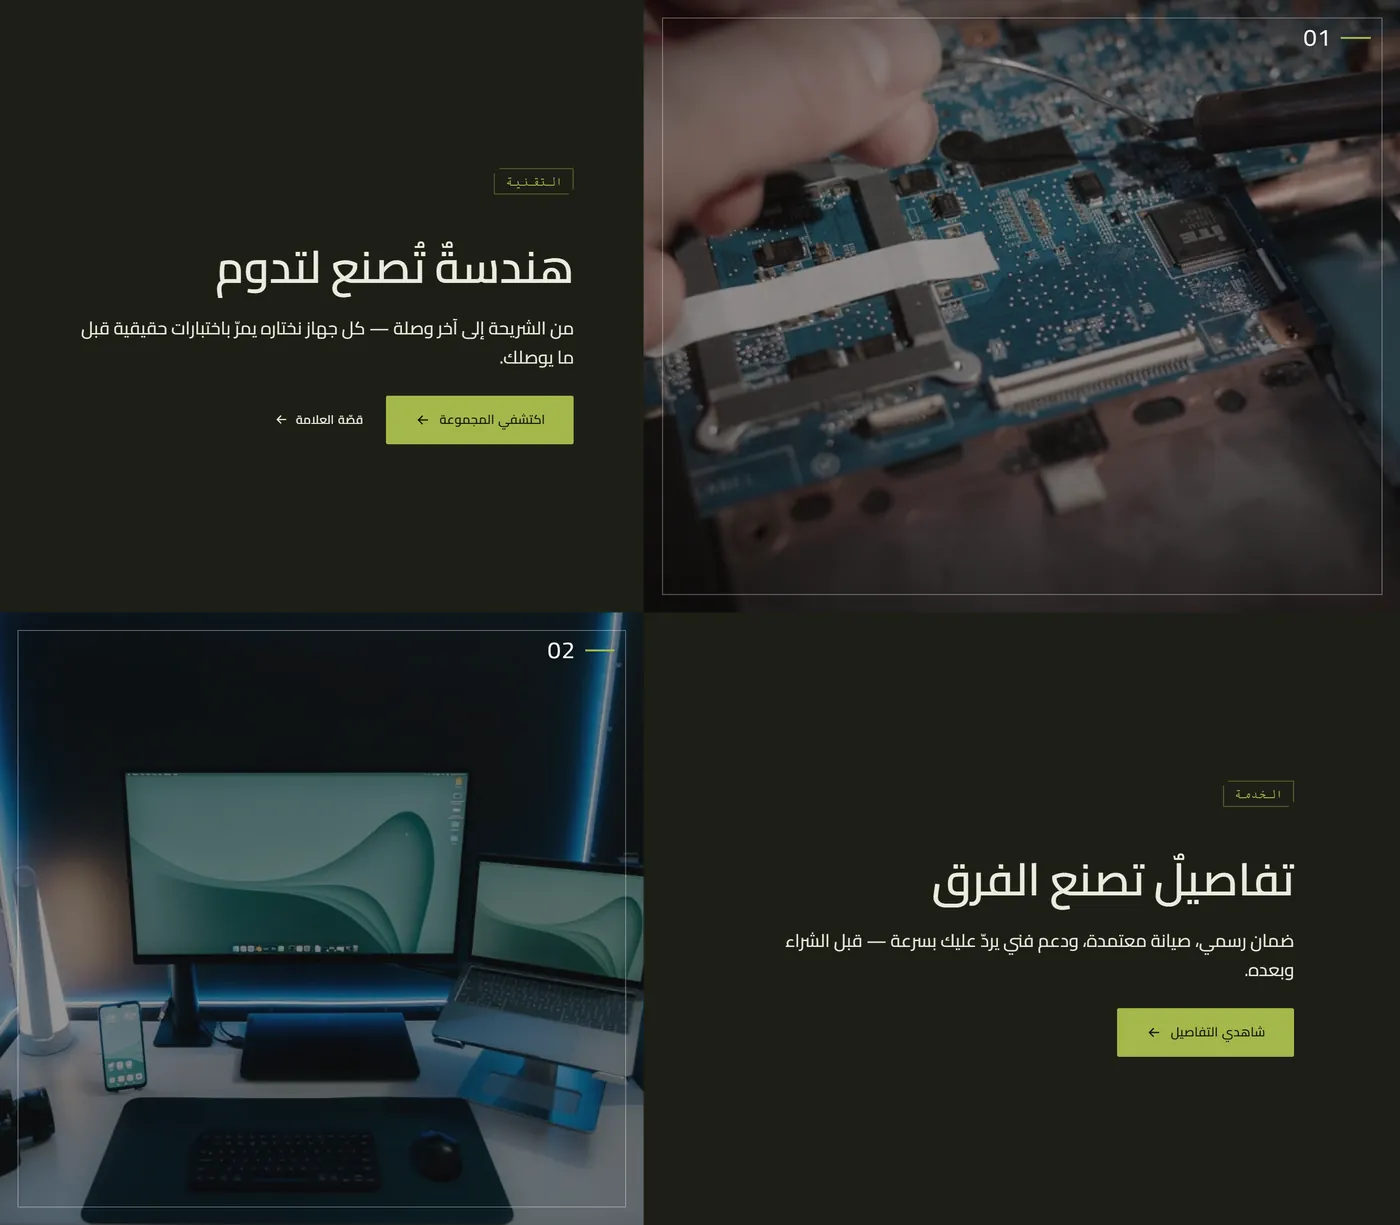 01
التقنية
هندسةٌ تُصنع لتدوم
من الشريحة إلى آخر وصلة — كل جهاز نختاره يمرّ باختبارات حقيقية قبل
ما يوصلك.
اكتشفي المجموعة ←
قصّة العلامة ←
02
الخدمة
تفاصيلٌ تصنع الفرق
ضمان رسمي، صيانة معتمدة، ودعم فني يردّ عليك بسرعة — قبل الشراء
وبعده.
شاهدي التفاصيل ←